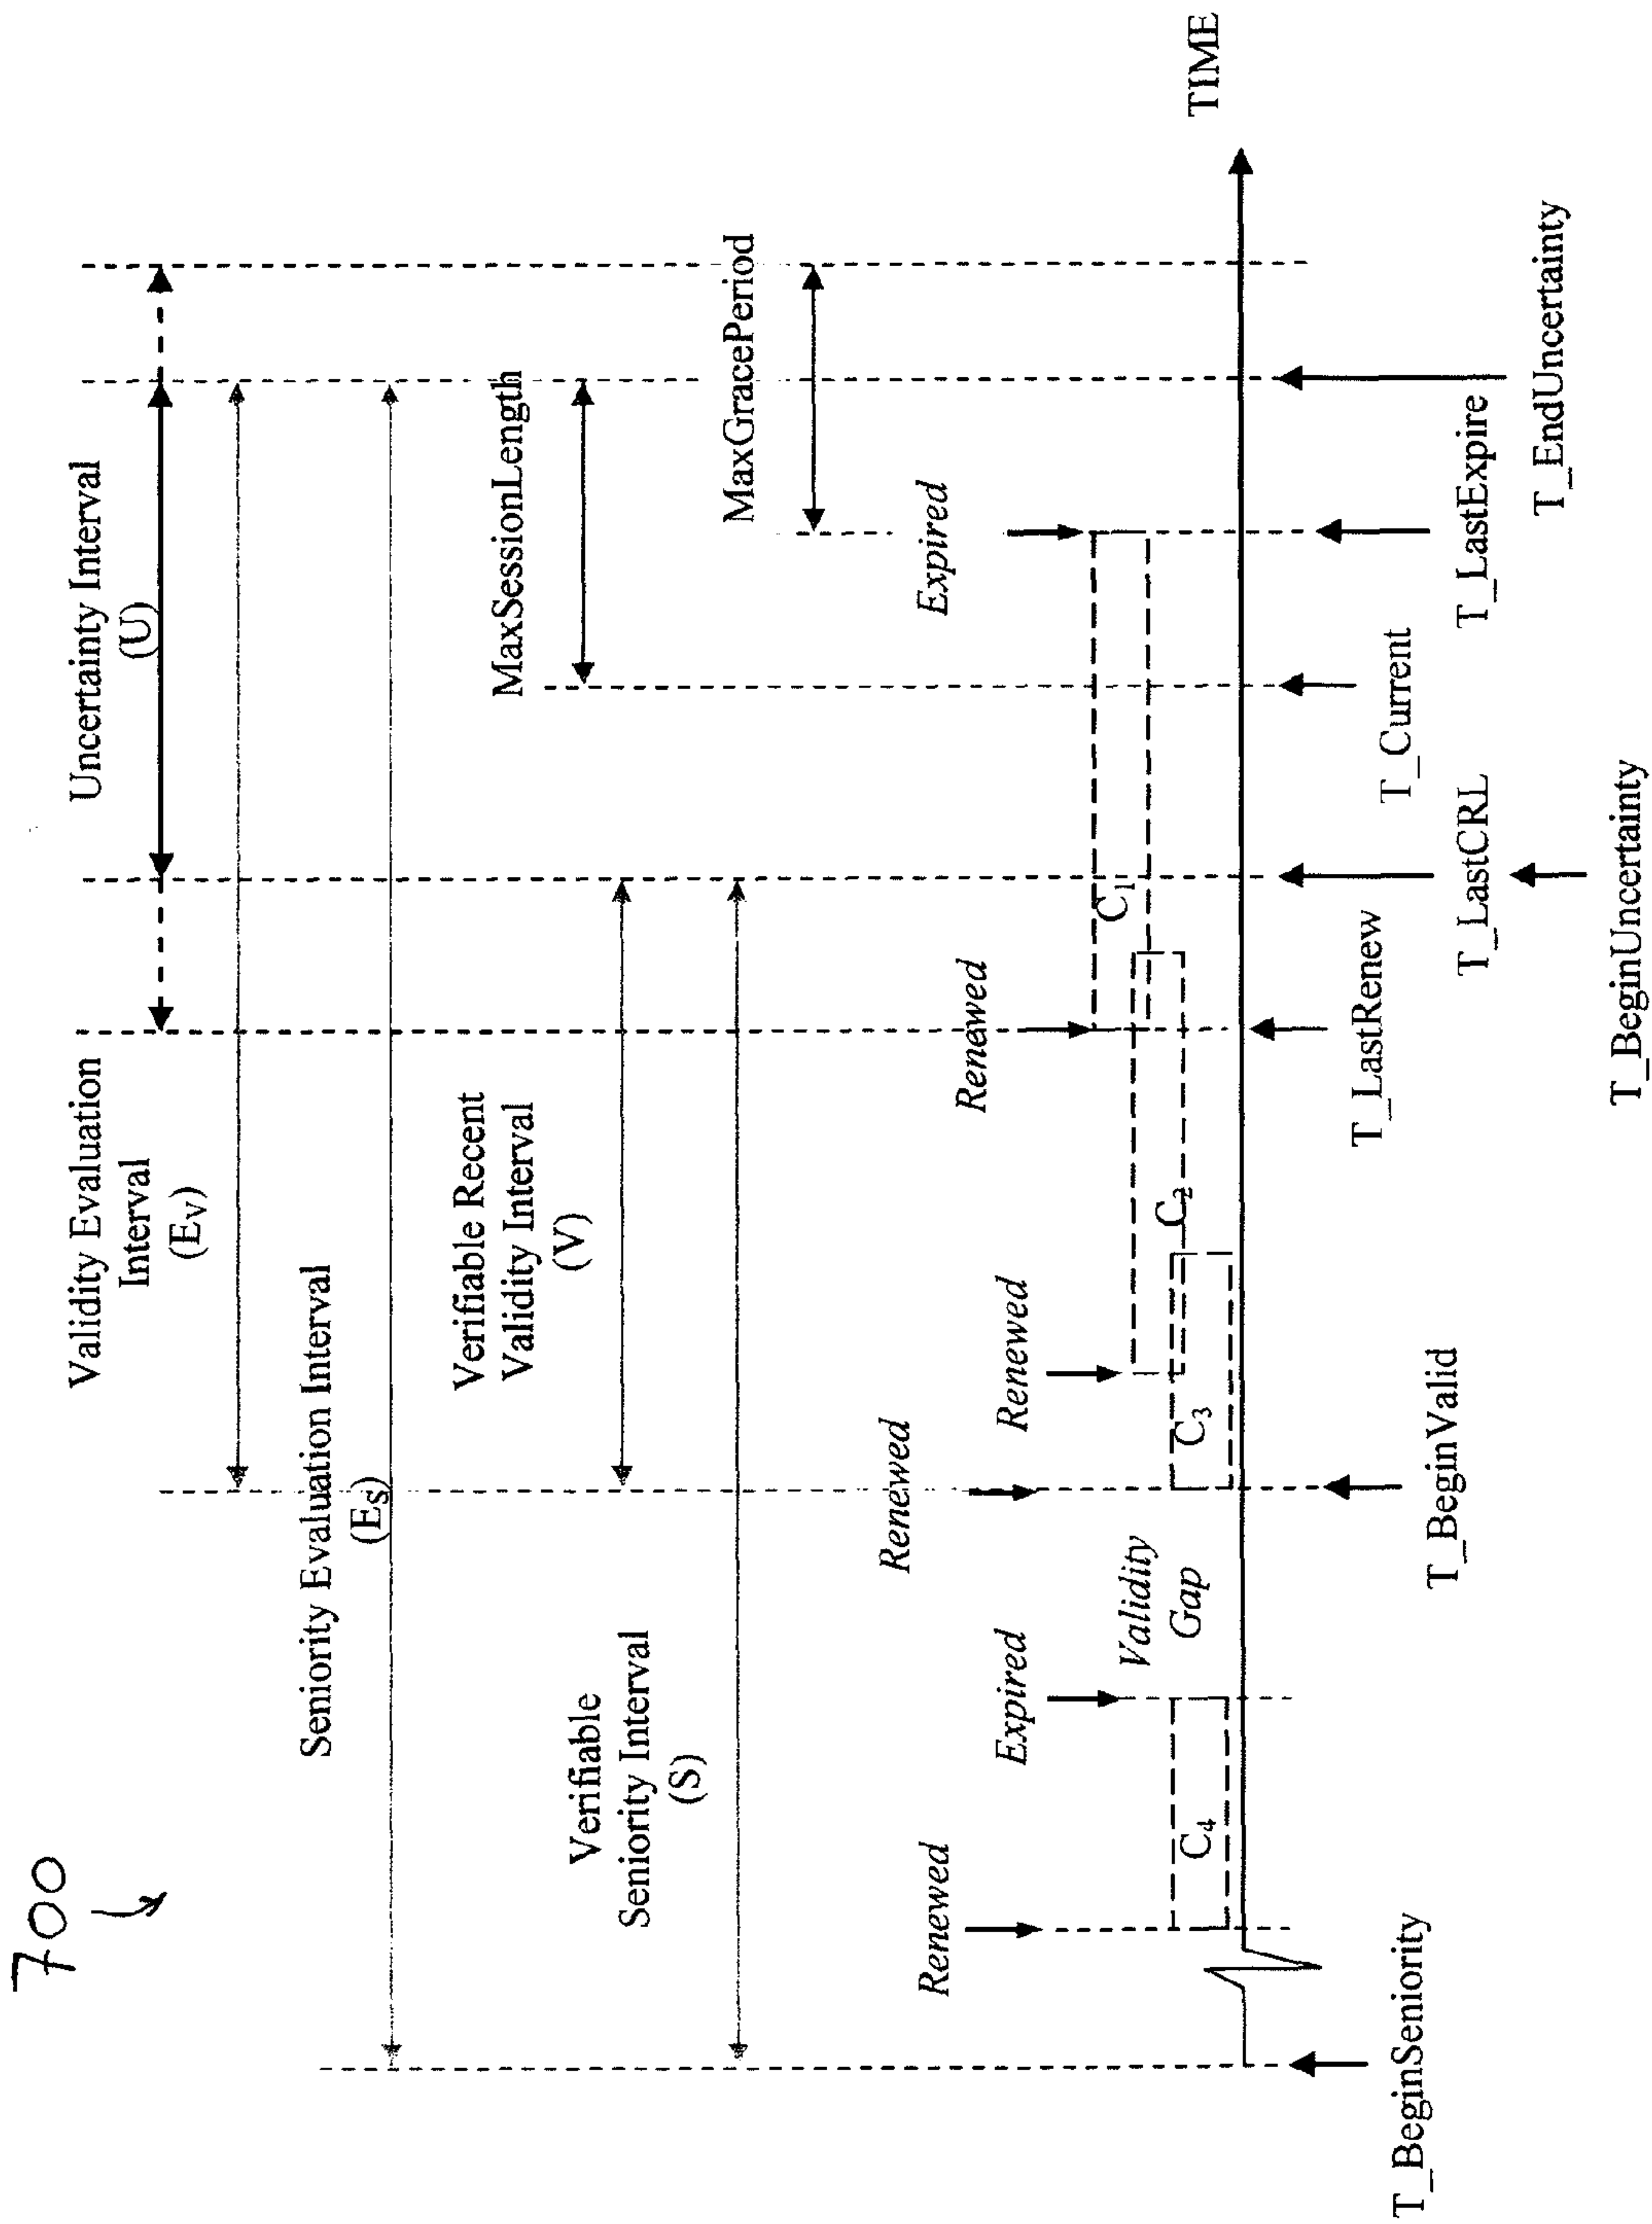 700
Validity Evaluation
Interval
(EV)
Uncertainty Interval
(U)
Seniority Evaluation Interval
(ES)
Verifiable Recent
Validity Interval
(V)
MaxSessionLength
Verifiable
Seniority Interval
(S)
MaxGracePeriod
Renewed
Renewed
Expired
Renewed
Renewed
Expired
Validity
Gap
C4
C3
C2
C1
TIME
T_BeginSeniority
T_BeginValid
T_LastRenew
T_Current
T_LastCRL
T_LastExpire
T_EndUncertainty
T_BeginUncertainty